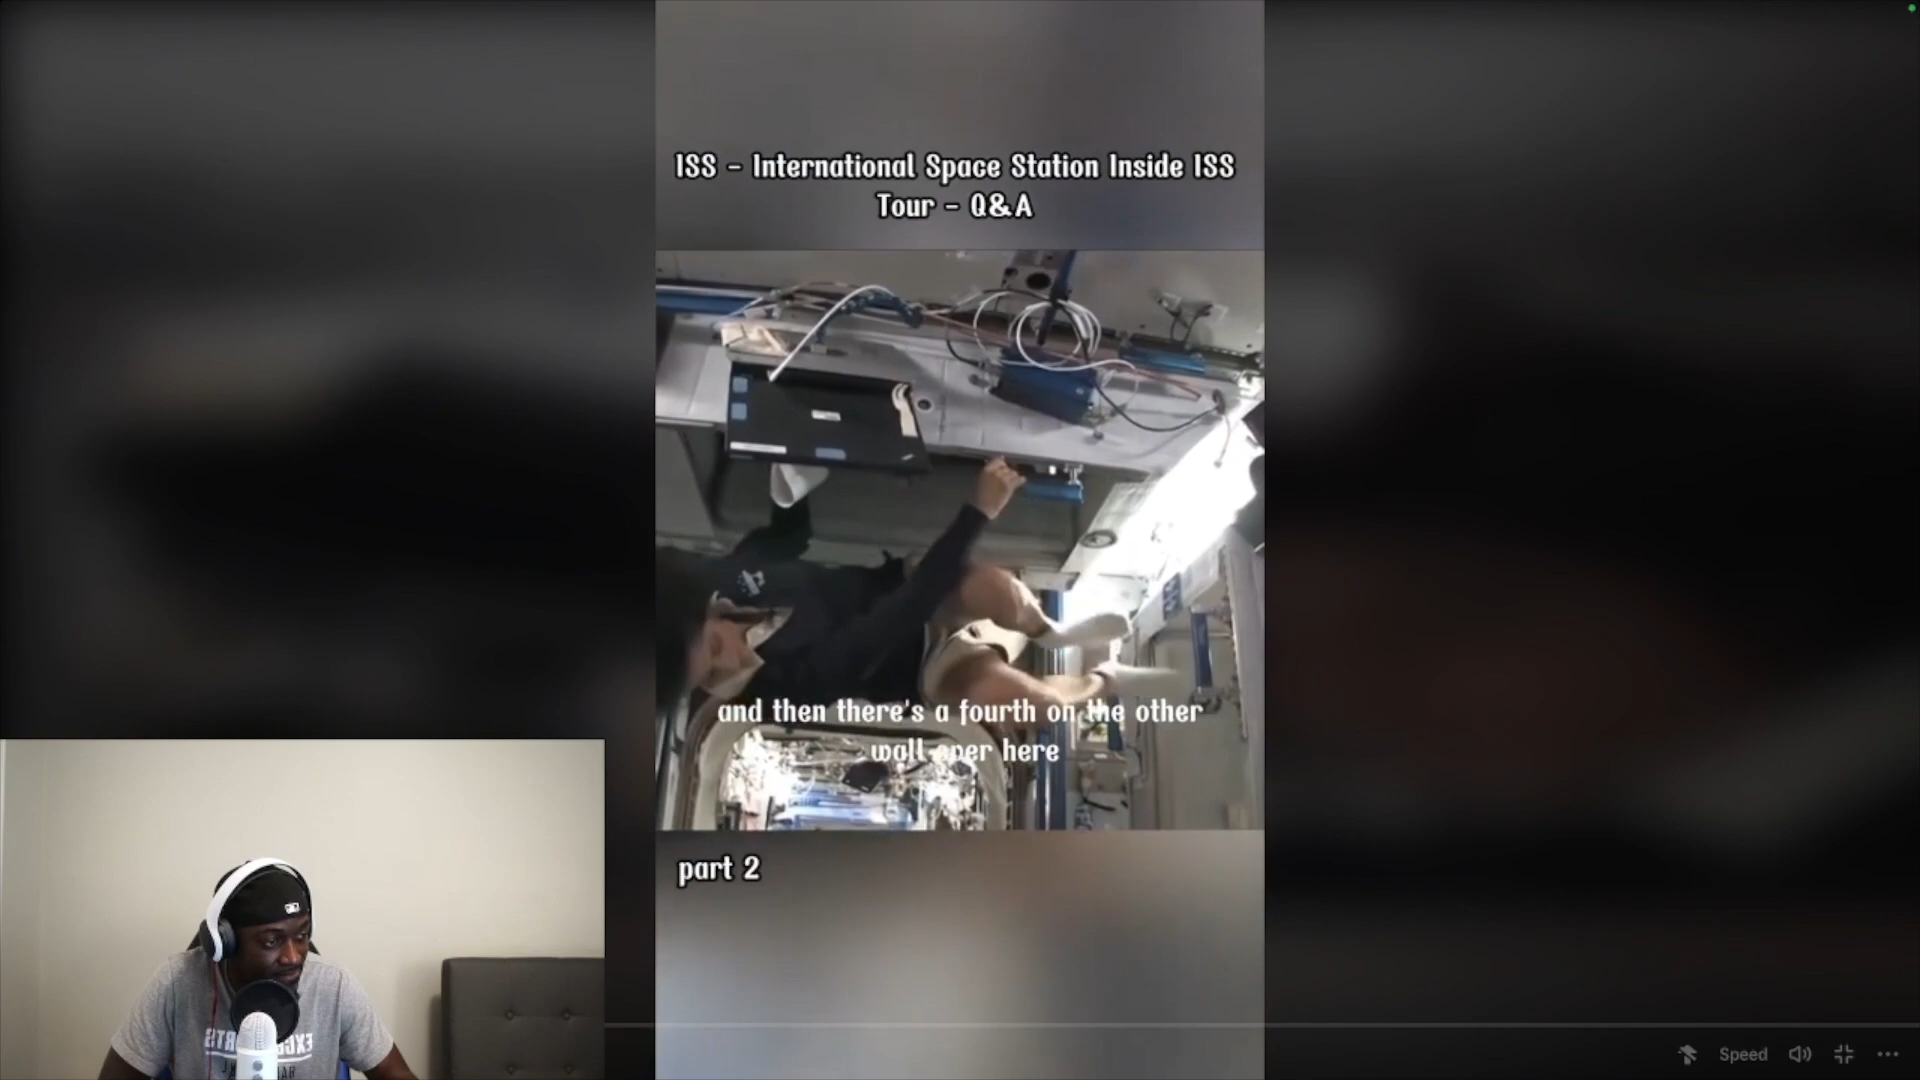 ISS - International Space Station Inside ISS
Tour - Q&A
and then there's a fourth on the other
wall over here
part 2
Speed